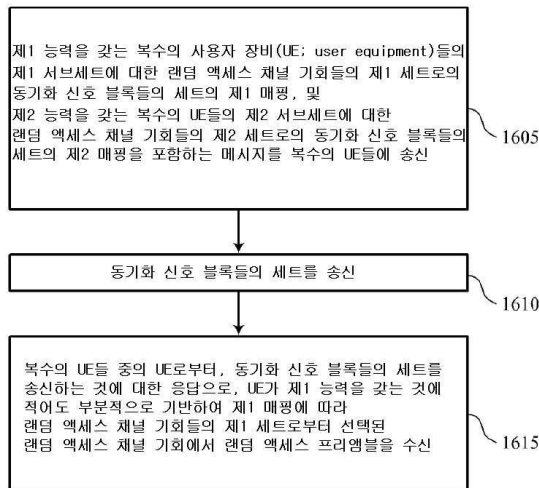 제1 능력을 갖는 복수의 사용자 장비(UE; user equipment)들의
제1 서브세트에 대한 랜덤 액세스 채널 기회들의 제1 세트로의
동기화 신호 블록들의 세트의 제1 매핑, 및
제2 능력을 갖는 복수의 UE들의 제2 서브세트에 대한
랜덤 액세스 채널 기회들의 제2 세트로의 동기화 신호 블록들의
세트의 제2 매핑을 포함하는 메시지를 복수의 UE들에 송신
1605
동기화 신호 블록들의 세트를 송신
1610
복수의 UE들 중의 UE로부터, 동기화 신호 블록들의 세트를
송신하는 것에 대한 응답으로, UE가 제1 능력을 갖는 것에
적어도 부분적으로 기반하여 제1 매핑에 따라
랜덤 액세스 채널 기회들의 제1 세트로부터 선택된
랜덤 액세스 채널 기회에서 랜덤 액세스 프리앰블을 수신
1615